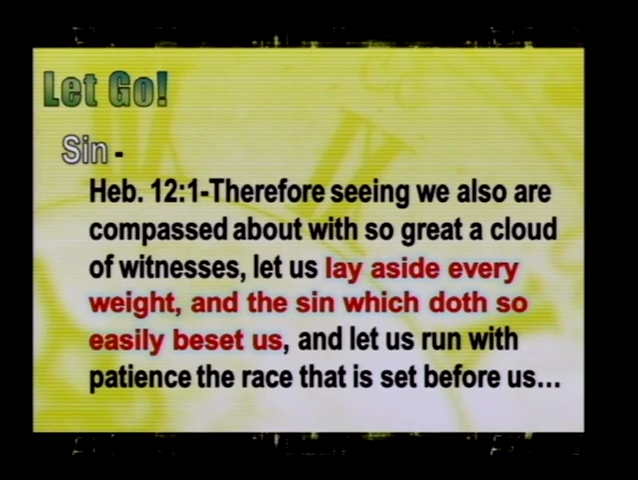 Let Go!
Sin -
Heb. 12:1-Therefore seeing we also are
compassed about with so great a cloud
of witnesses, let us lay aside every
weight, and the sin which doth so
easily beset us, and let us run with
patience the race that is set before us...